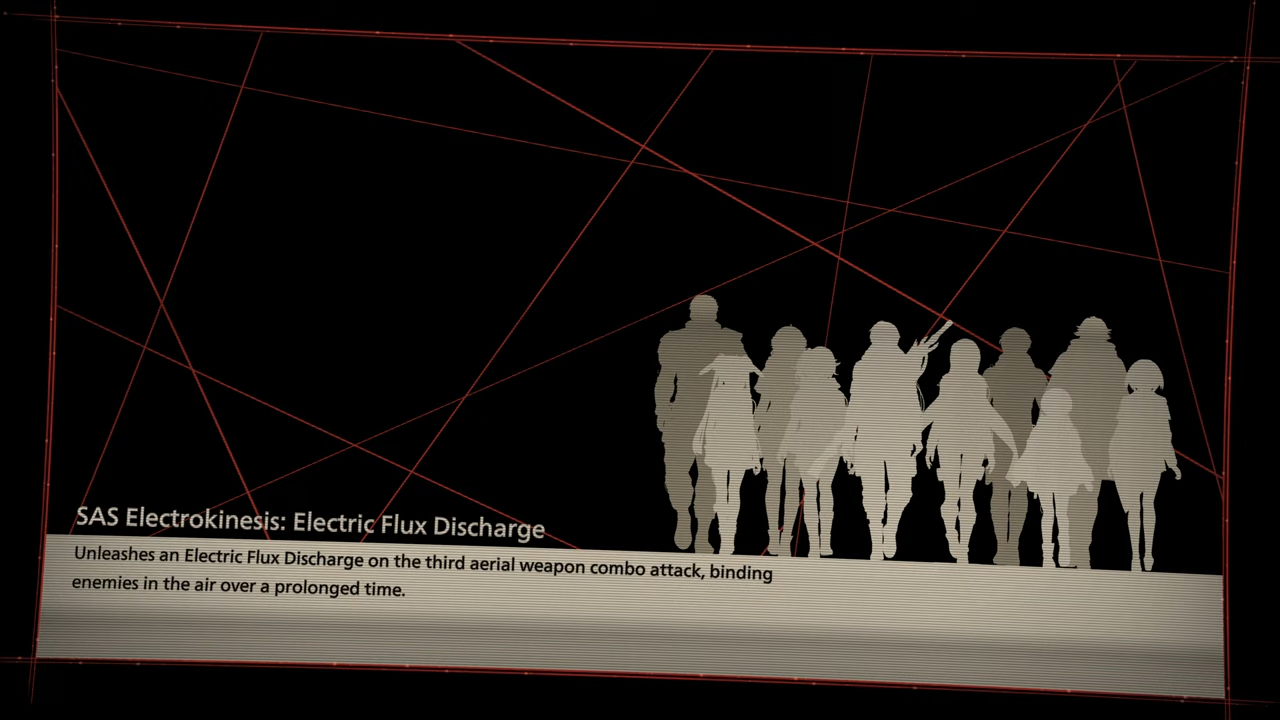 SAS Electrokinesis: Electric Flux Discharge
Unleashes an Electric Flux Discharge on the third aerial weapon combo attack, binding
enemies in the air over a prolonged time.